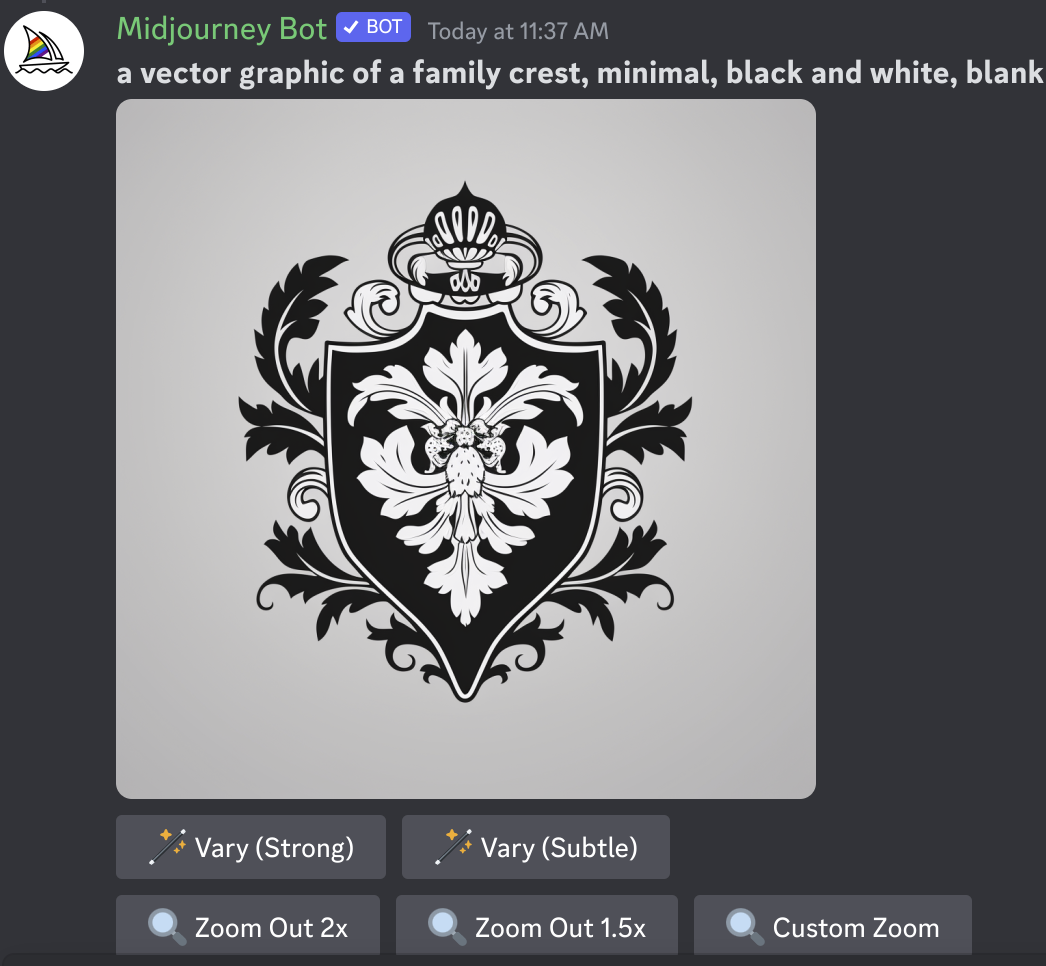 Midjourney Bot ✓ BOT Today at 11:37 AM
a vector graphic of a family crest, minimal, black and white, blank
Vary (Strong) Vary (Subtle)
Zoom Out 2x Zoom Out 1.5x Custom Zoom